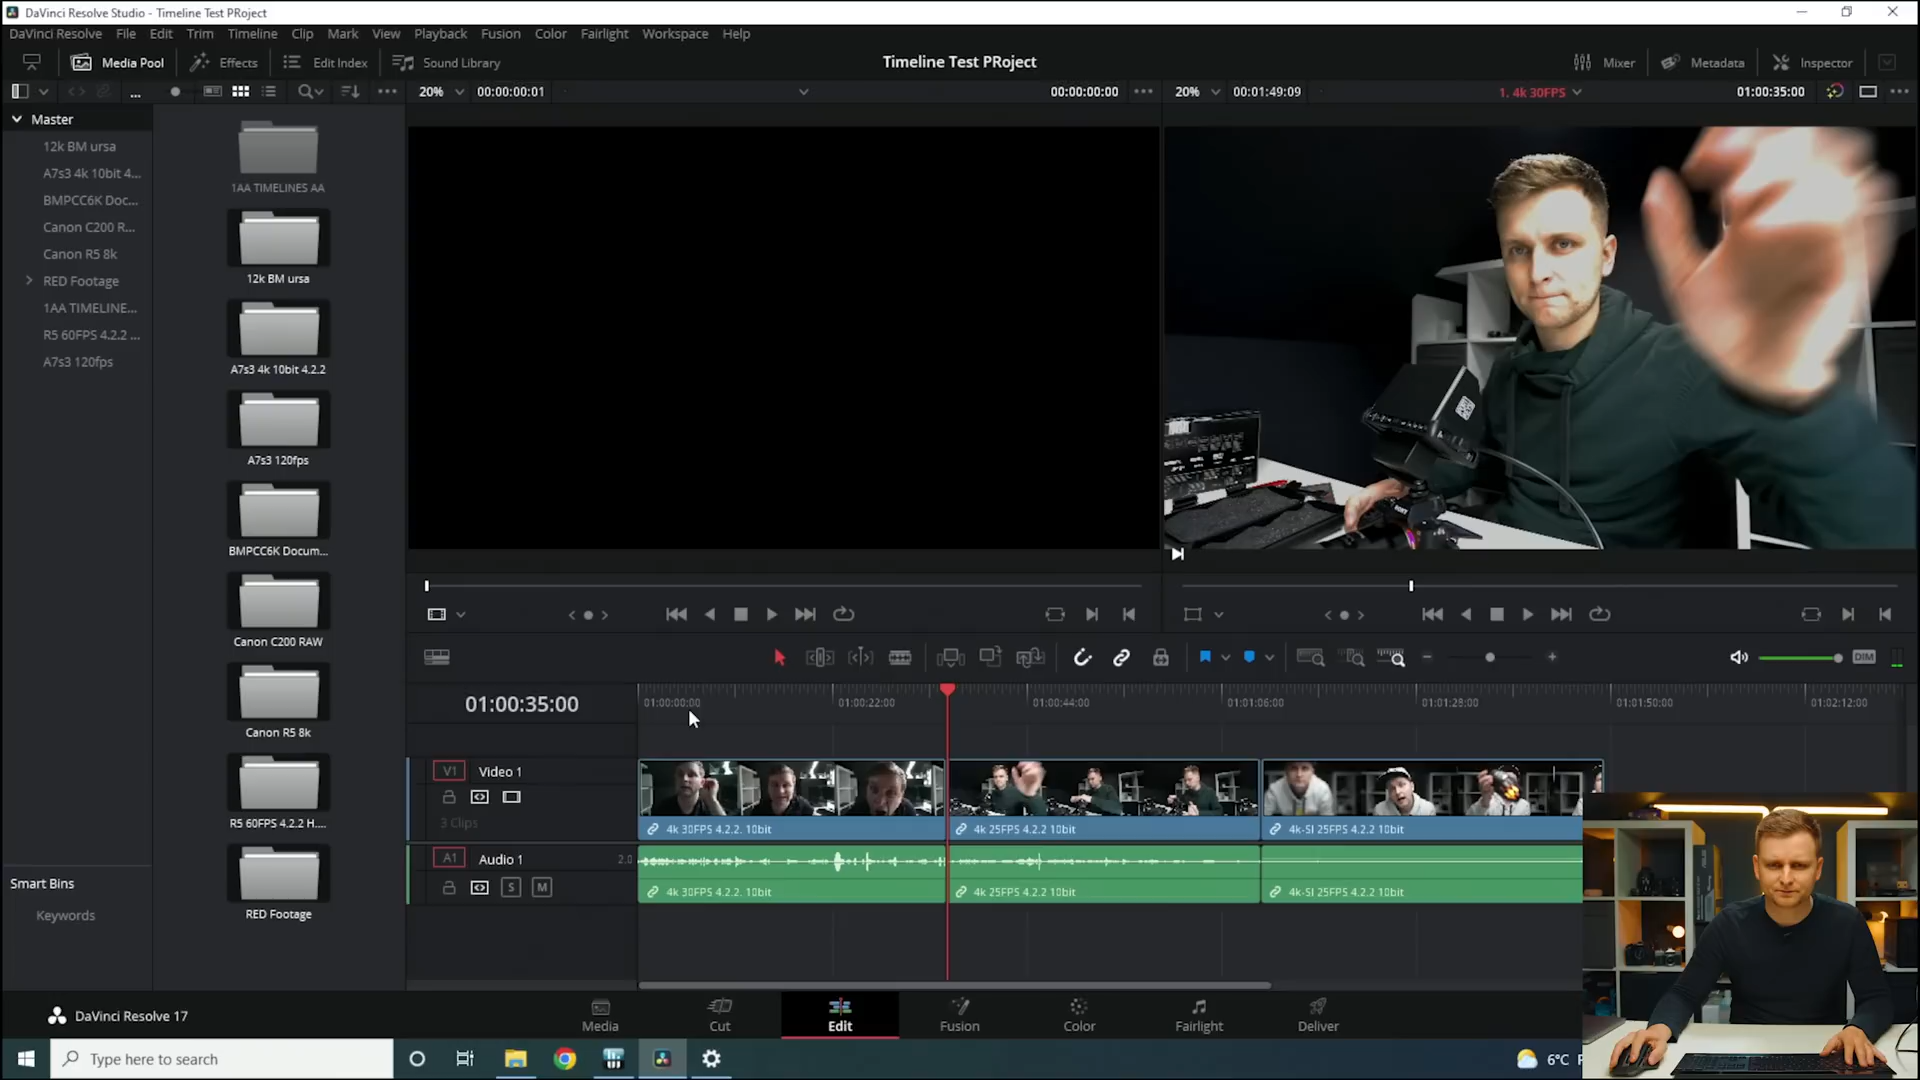 DaVinci Resolve Studio - Timeline Test PRoject
DaVinci Resolve File Edit Trim Timeline Clip Mark View Playback Fusion Color Fairlight Workspace Help
Media Pool Effects Edit Index Sound Library Timeline Test PRoject Mixer Metadata Inspector
... 20% 00:00:00:01 00:00:00:00 20% 00:01:49:09 1. 4k 30FPS 01:00:35:00
Master
12k BM ursa
A7s3 4k 10bit 4...
BMPCC6K Doc...
Canon C200 R...
Canon R5 8k
RED Footage
1AA TIMELINE...
R5 60FPS 4.2.2 ...
A7s3 120fps
1AA TIMELINES AA
12k BM ursa
A7s3 4k 10bit 4.2.2
A7s3 120fps
BMPCC6K Docum...
Canon C200 RAW
Canon R5 8k
R5 60FPS 4.2.2 H....
RED Footage
Smart Bins
Keywords
DIM
01:00:35:00
01:00:00:00 01:00:22:00 01:00:44:00 01:01:06:00 01:01:28:00 01:01:50:00 01:02:12:00
V1 Video 1
3 Clips
4k 30FPS 4.2.2. 10bit 4k 25FPS 4.2.2 10bit 4k-SI 25FPS 4.2.2 10bit
A1 Audio 1 2.0
S M
4k 30FPS 4.2.2. 10bit 4k 25FPS 4.2.2 10bit 4k-SI 25FPS 4.2.2 10bit
DaVinci Resolve 17
Media Cut Edit Fusion Color Fairlight Deliver
Type here to search
6°C